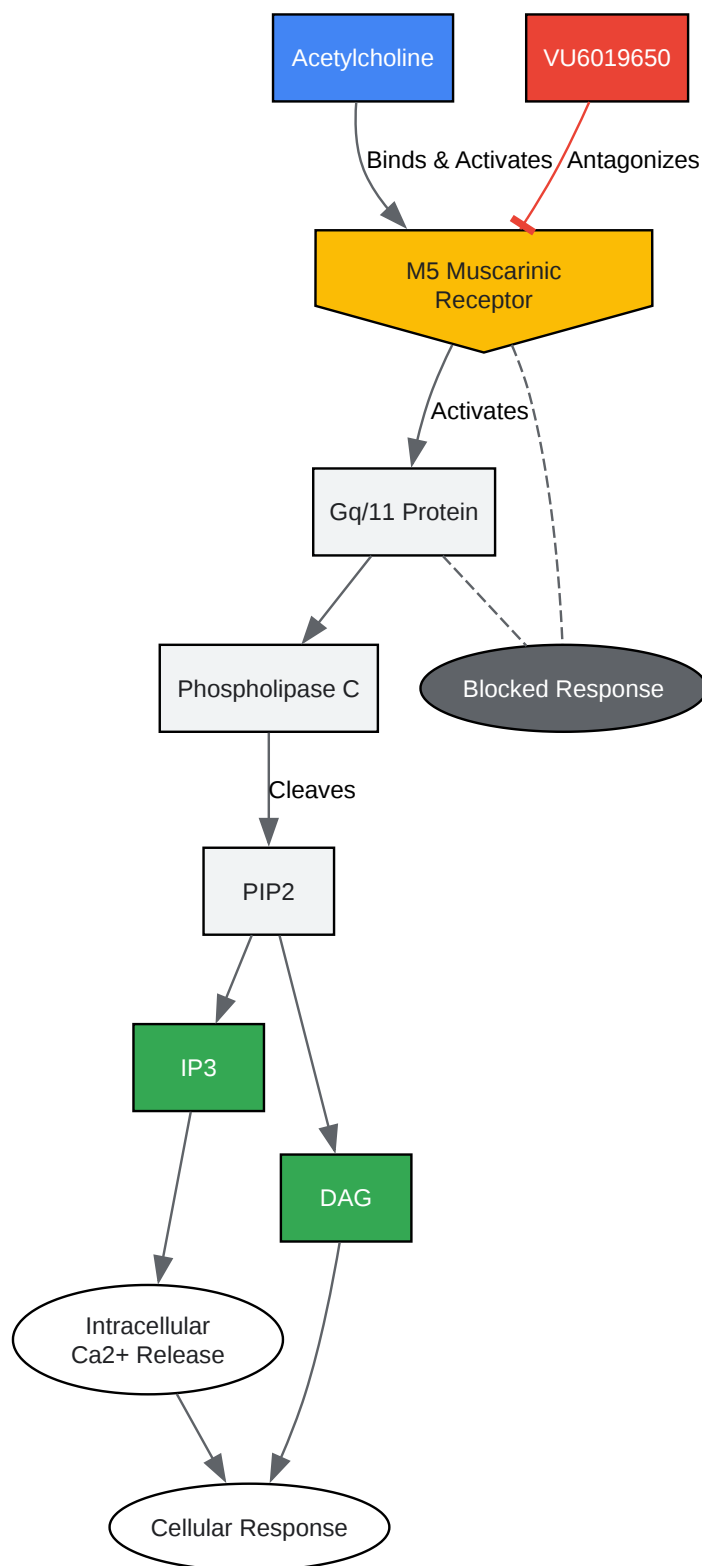 Acetylcholine
VU6019650
Binds & Activates
Antagonizes
M5 Muscarinic
Receptor
Activates
Gq/11 Protein
Phospholipase C
Blocked Response
Cleaves
PIP2
IP3
DAG
Intracellular
Ca2+ Release
Cellular Response